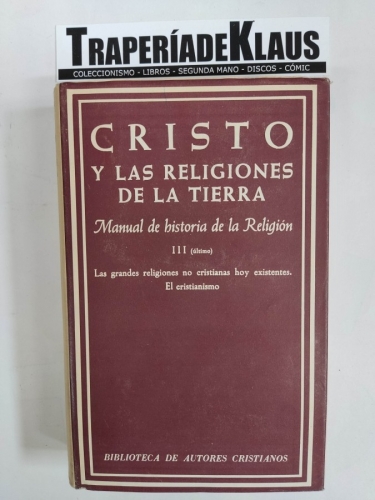 TRAPERÍADEKLAUS
COLECCIONISMO - LIBROS - SEGUNDA MANO - DISCOS - CÓMIC
CRISTO
Y LAS RELIGIONES
DE LA TIERRA
Manual de historia de la Religión
III (último)
Las grandes religiones no cristianas hoy existentes.
El cristianismo
BIBLIOTECA DE AUTORES CRISTIANOS